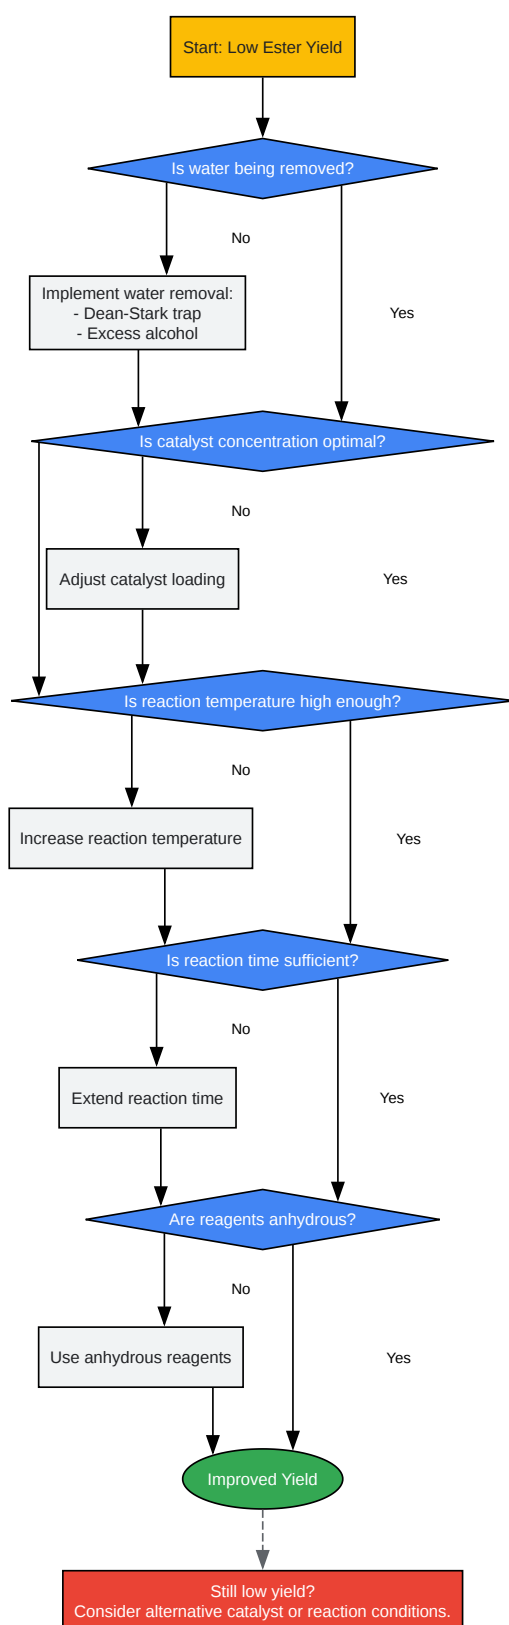 Start: Low Ester Yield
Is water being removed?
No
Implement water removal:
- Dean-Stark trap
- Excess alcohol
Yes
Is catalyst concentration optimal?
No
Adjust catalyst loading
Yes
Is reaction temperature high enough?
No
Increase reaction temperature
Yes
Is reaction time sufficient?
No
Extend reaction time
Yes
Are reagents anhydrous?
No
Use anhydrous reagents
Yes
Improved Yield
Still low yield?
Consider alternative catalyst or reaction conditions.